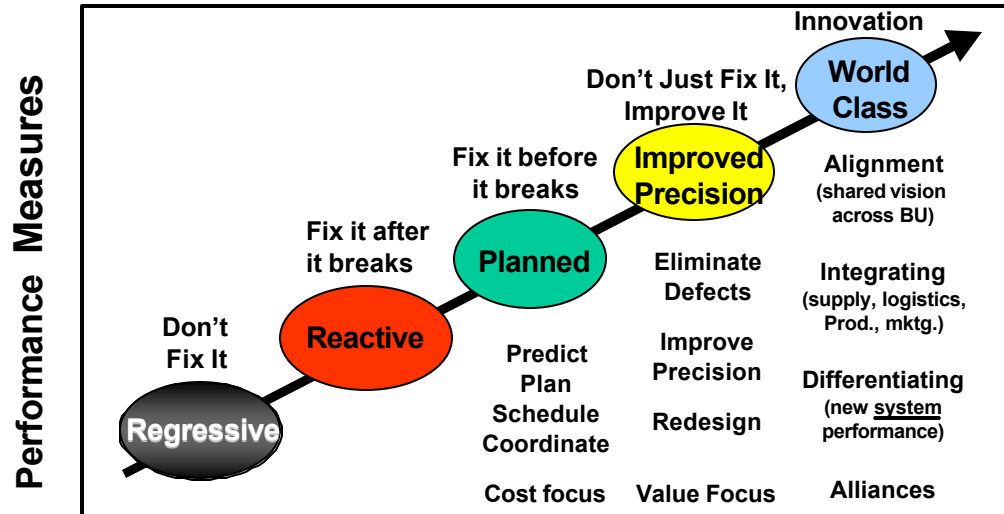 Performance Measures
Don't
Fix It
Regressive
Fix it after
it breaks
Reactive
Fix it before
it breaks
Planned
Predict
Plan
Schedule
Coordinate
Cost focus
Don't Just Fix It,
Improve It
Improved
Precision
Eliminate
Defects
Improve
Precision
Redesign
Value Focus
Innovation
World
Class
Alignment
(shared vision
across BU)
Integrating
(supply, logistics,
Prod., mktg.)
Differentiating
(new system
performance)
Alliances